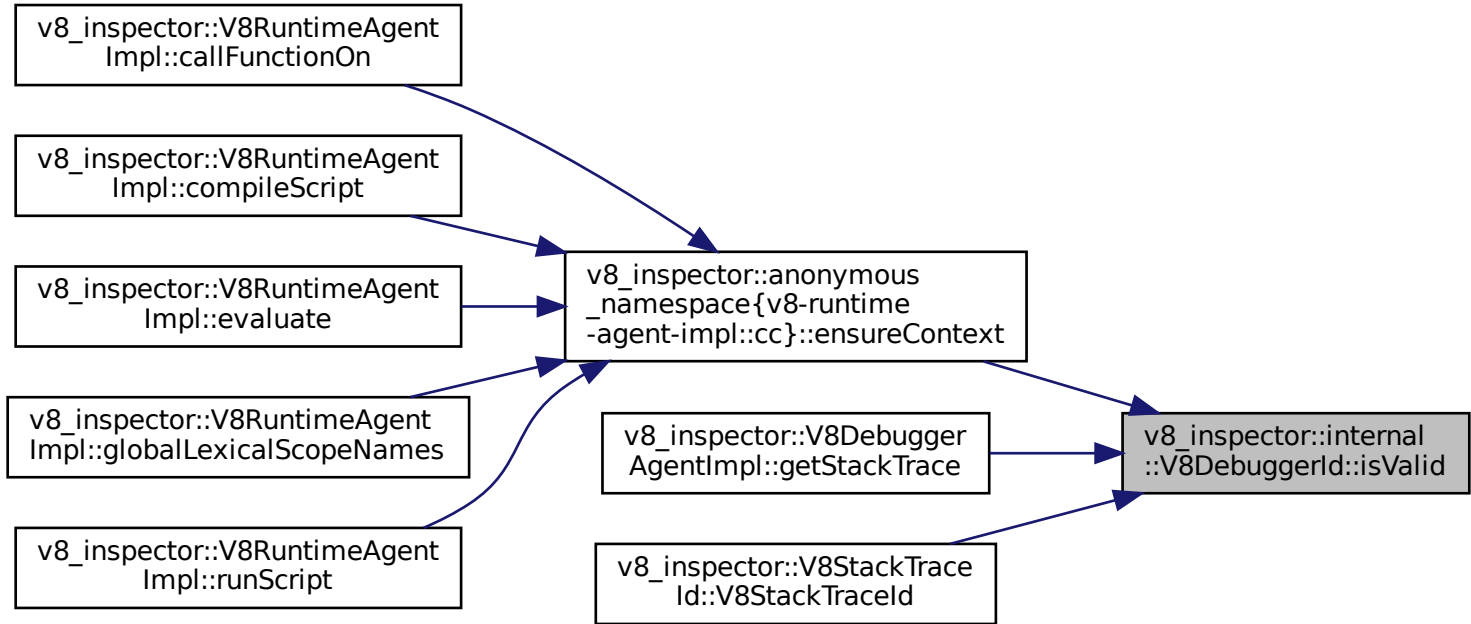 v8_inspector::V8RuntimeAgent
Impl::callFunctionOn
v8_inspector::V8RuntimeAgent
Impl::compileScript
v8_inspector::V8RuntimeAgent
Impl::evaluate
v8_inspector::V8RuntimeAgent
Impl::globalLexicalScopeNames
v8_inspector::V8RuntimeAgent
Impl::runScript
v8_inspector::anonymous
_namespace{v8-runtime
-agent-impl::cc}::ensureContext
v8_inspector::V8Debugger
AgentImpl::getStackTrace
v8_inspector::V8StackTrace
Id::V8StackTraceId
v8_inspector::internal
::V8DebuggerId::isValid